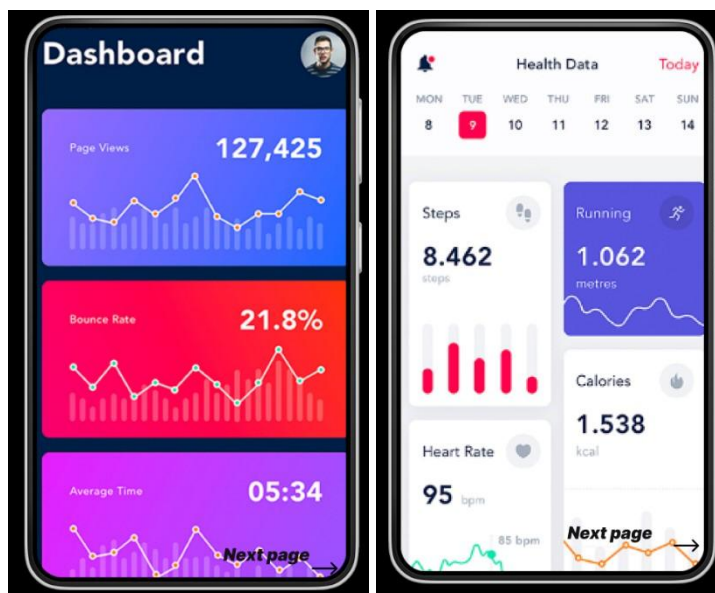 Dashboard
Page Views
127,425
Bounce Rate
21.8%
Average Time
05:34
Next page
Health Data
Today
MON TUE WED THU FRI SAT SUN
8 9 10 11 12 13 14
Steps
8.462
steps
Running
1.062
metres
Calories
1.538
kcal
Heart Rate
95 bpm
85 bpm
Next page